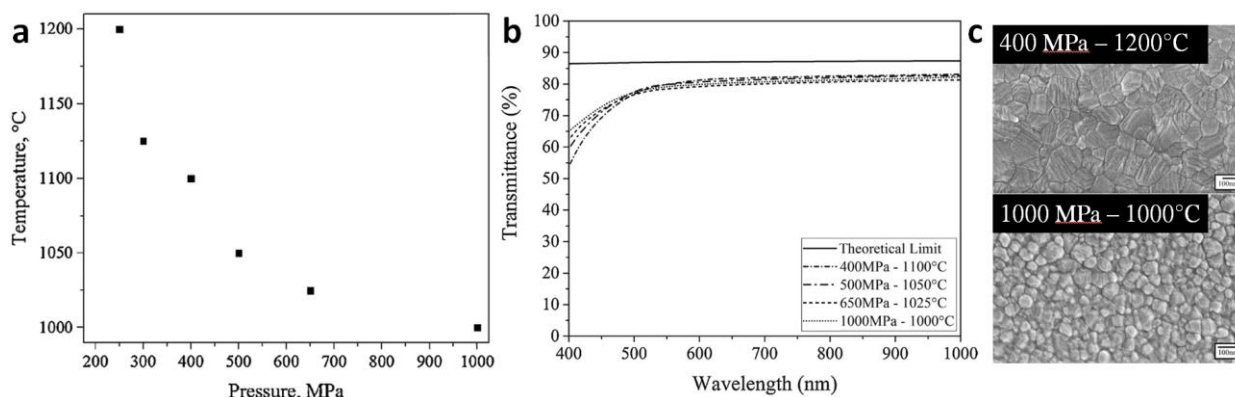 a
1200
1150
1100
1050
1000
Temperature, °C
200 300 400 500 600 700 800 900 1000
Pressure, MPa
b
100
90
80
70
60
50
40
30
20
10
0
Transmittance (%)
400 500 600 700 800 900 1000
Wavelength (nm)
Theoretical Limit
400MPa - 1100°C
500MPa - 1050°C
650MPa - 1025°C
1000MPa - 1000°C
c
400 MPa – 1200°C
100nm
1000 MPa – 1000°C
100nm